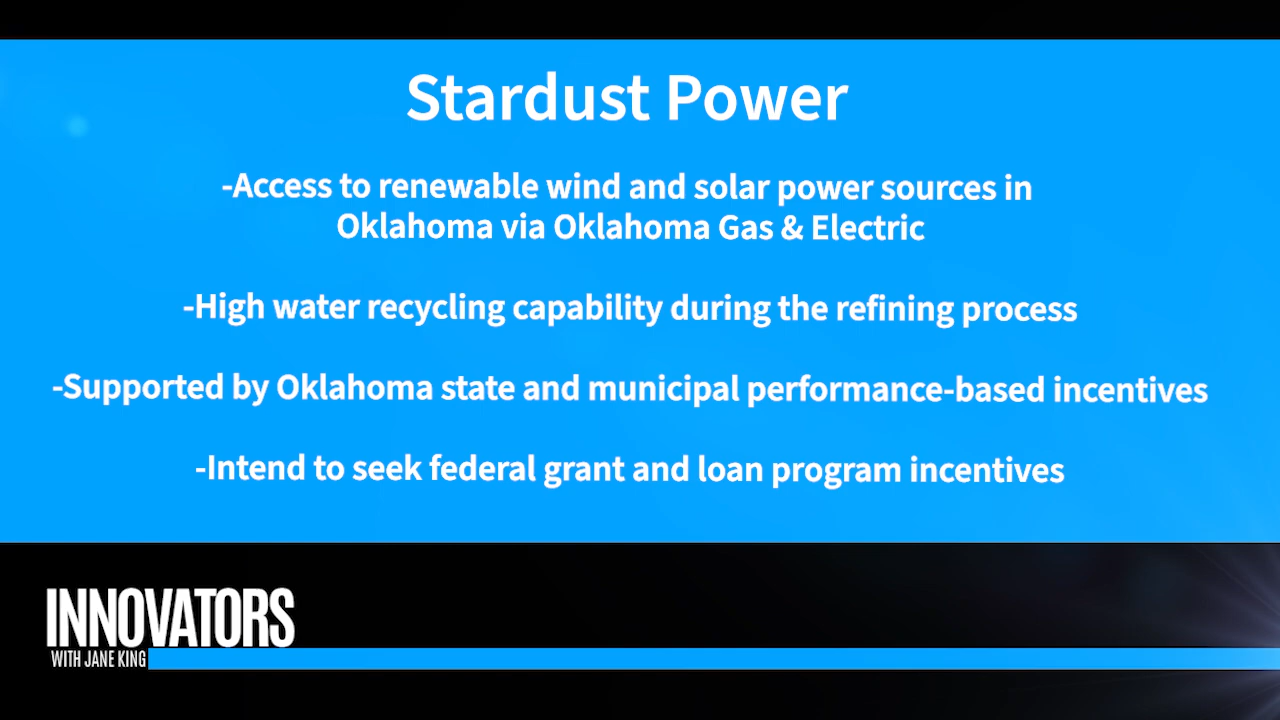 Stardust Power
-Access to renewable wind and solar power sources in
Oklahoma via Oklahoma Gas & Electric
-High water recycling capability during the refining process
-Supported by Oklahoma state and municipal performance-based incentives
-Intend to seek federal grant and loan program incentives
INNOVATORS
WITH JANE KING